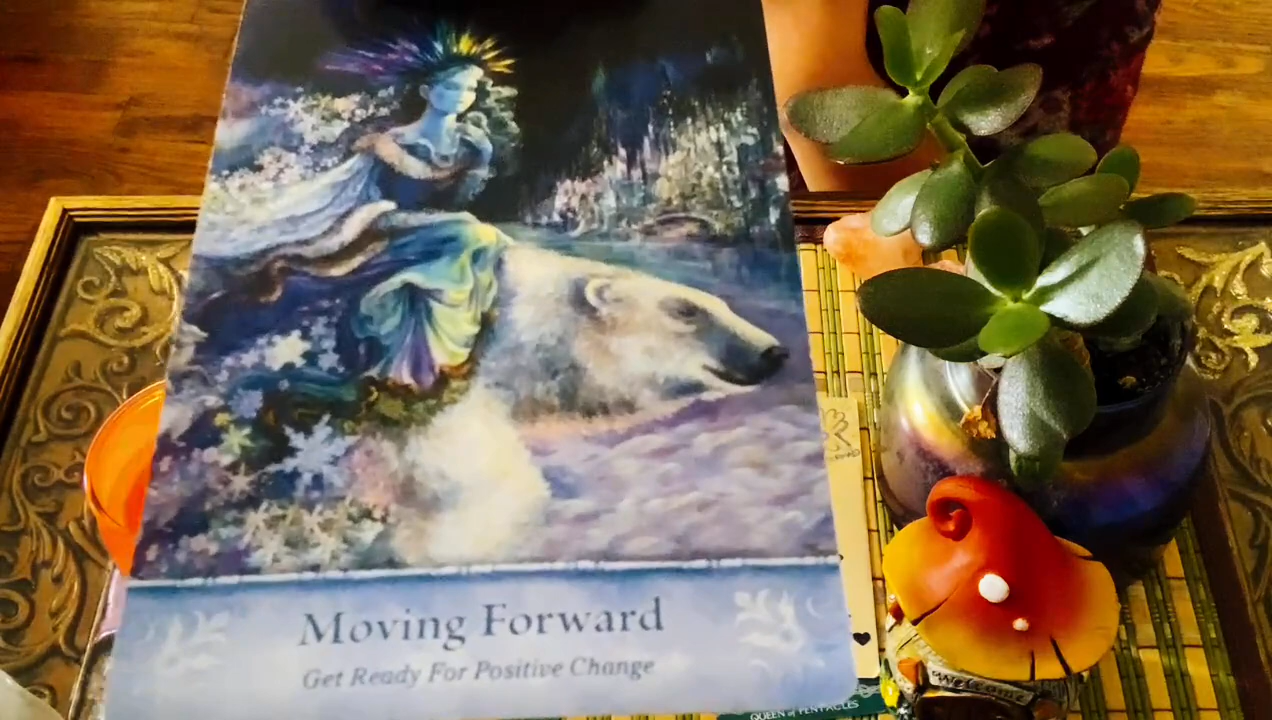 Moving Forward
Get Ready For Positive Change
Welcome
QUEEN of PENTACLES